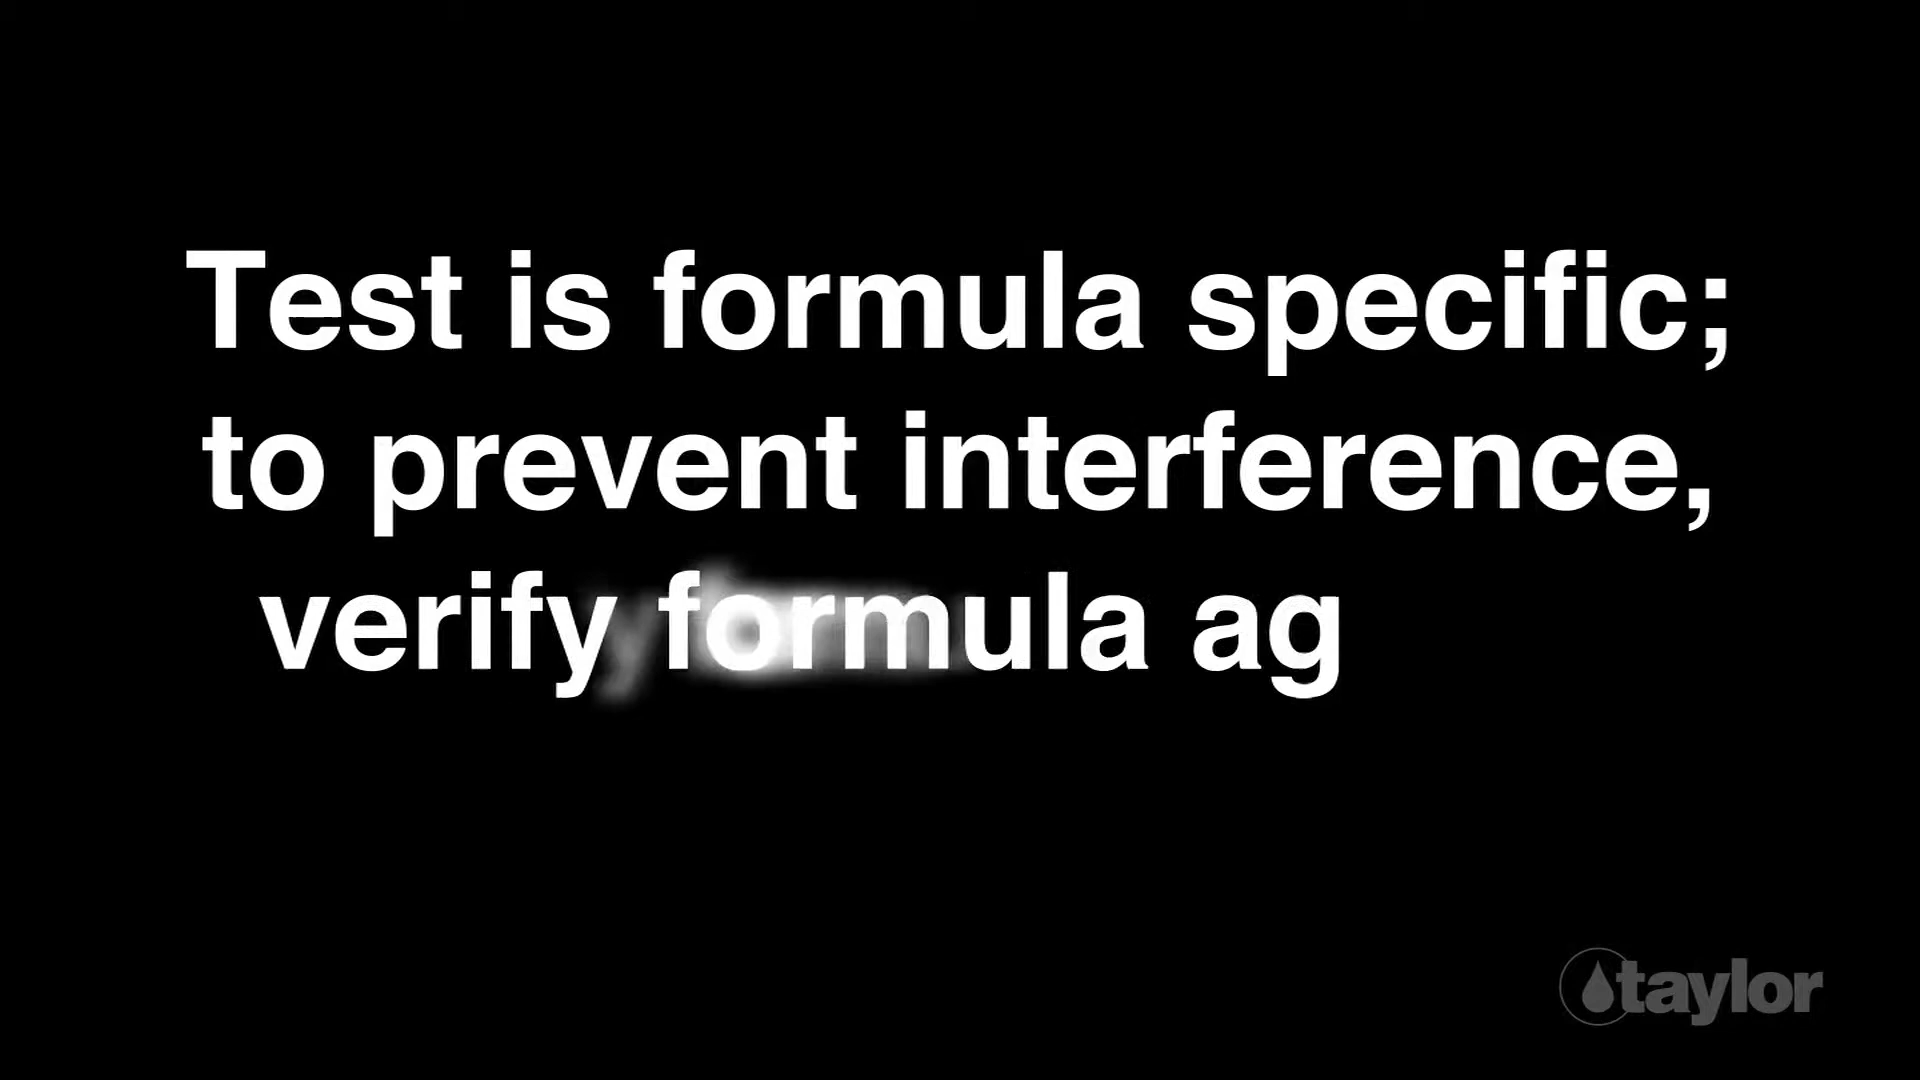 Test is formula specific;
to prevent interference,
verify formula ag
taylor